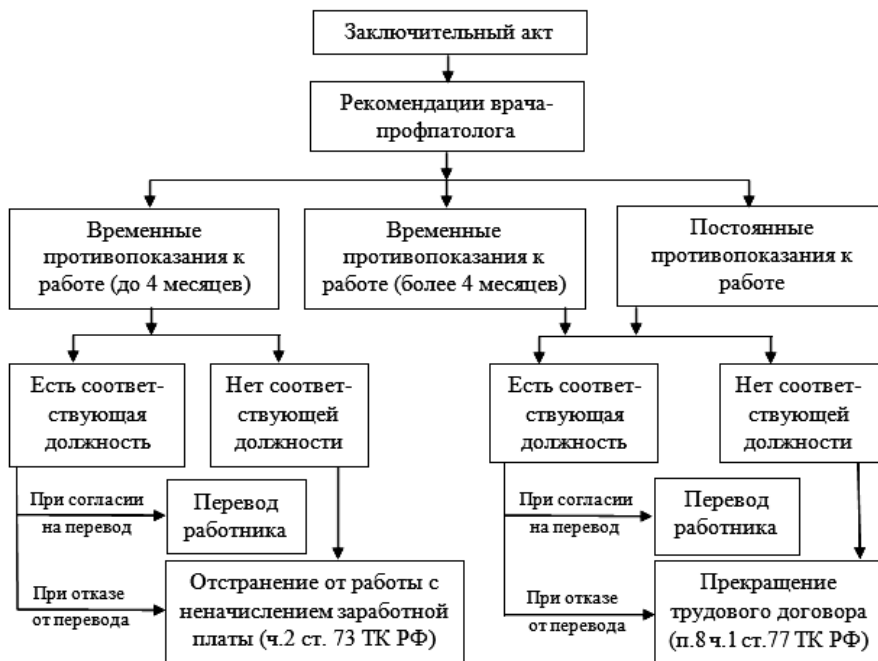 Заключительный акт
Рекомендации врача-
профпатолога
Временные
противопоказания к
работе (до 4 месяцев)
Временные
противопоказания к
работе (более 4 месяцев)
Постоянные
противопоказания к
работе
Есть соответ-
ствующая
должность
Нет соответ-
ствующей
должности
Есть соответ-
ствующая
должность
Нет соответ-
ствующей
должности
При согласии
на перевод
Перевод
работника
При согласии
на перевод
Перевод
работника
При отказе
от перевода
Отстранение от работы с
неначислением заработной
платы (ч.2 ст. 73 ТК РФ)
При отказе
от перевода
Прекращение
трудового договора
(п.8 ч.1 ст.77 ТК РФ)